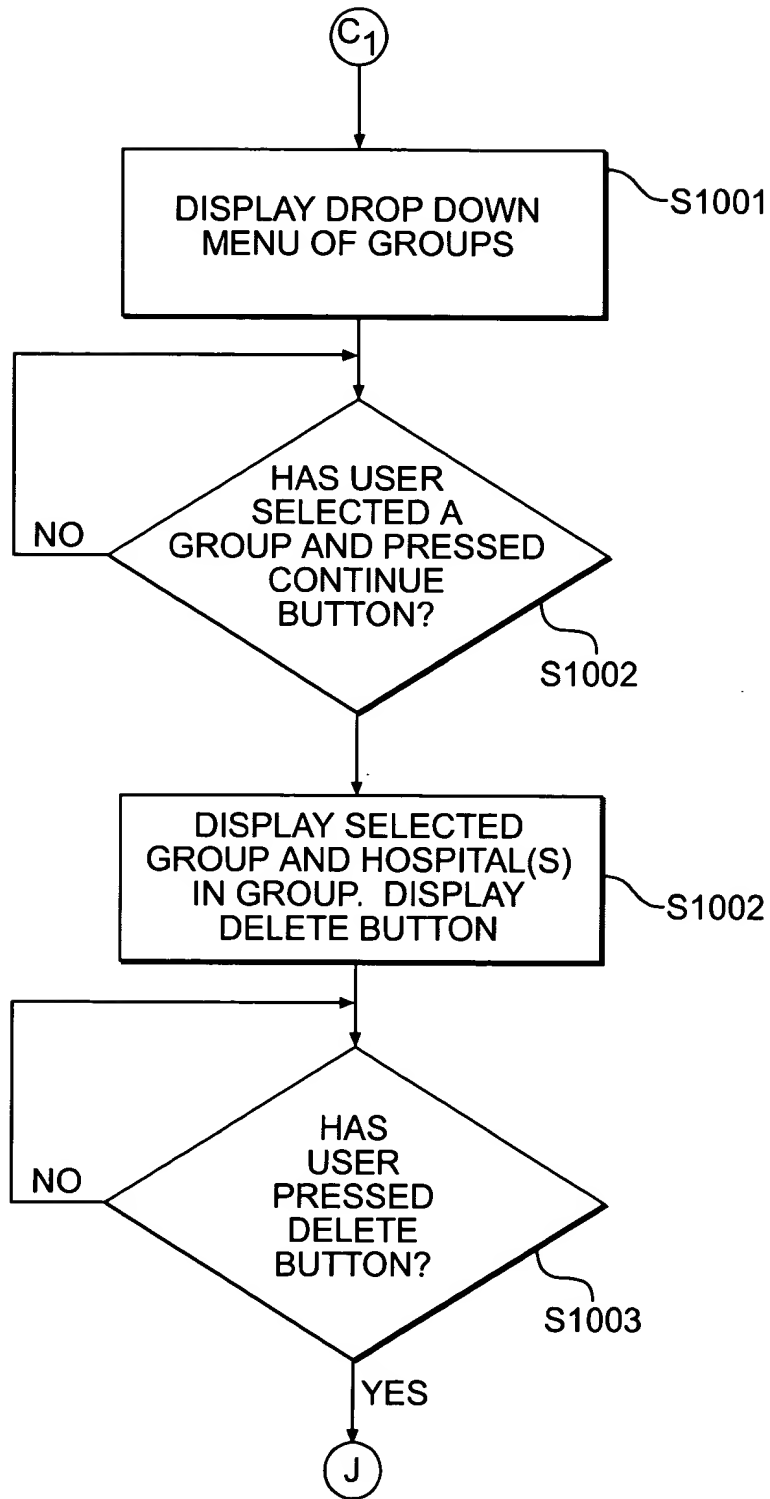 C1
DISPLAY DROP DOWN
MENU OF GROUPS
S1001
HAS USER
SELECTED A
GROUP AND PRESSED
CONTINUE
BUTTON?
NO
S1002
DISPLAY SELECTED
GROUP AND HOSPITAL(S)
IN GROUP. DISPLAY
DELETE BUTTON
S1002
HAS
USER
PRESSED
DELETE
BUTTON?
NO
S1003
YES
J